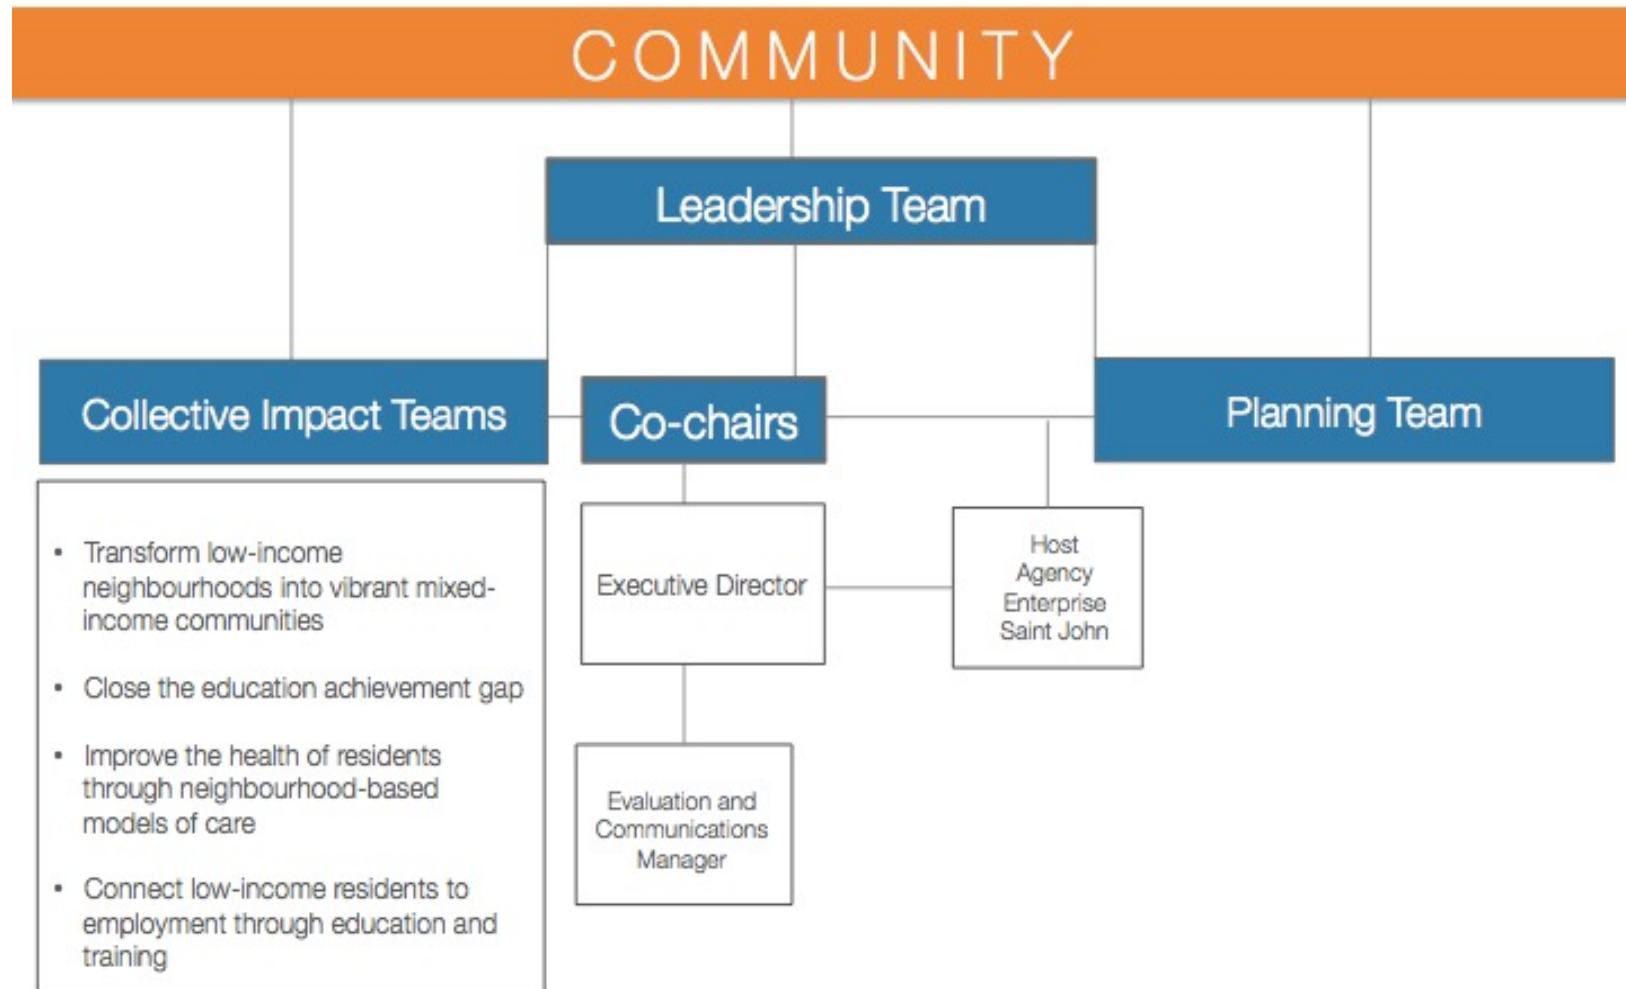 COMMUNITY
Leadership Team
Collective Impact Teams
Co-chairs
Planning Team
• Transform low-income
neighbourhoods into vibrant mixed-
income communities
• Close the education achievement gap
• Improve the health of residents
through neighbourhood-based
models of care
• Connect low-income residents to
employment through education and
training
Executive Director
Host
Agency
Enterprise
Saint John
Evaluation and
Communications
Manager